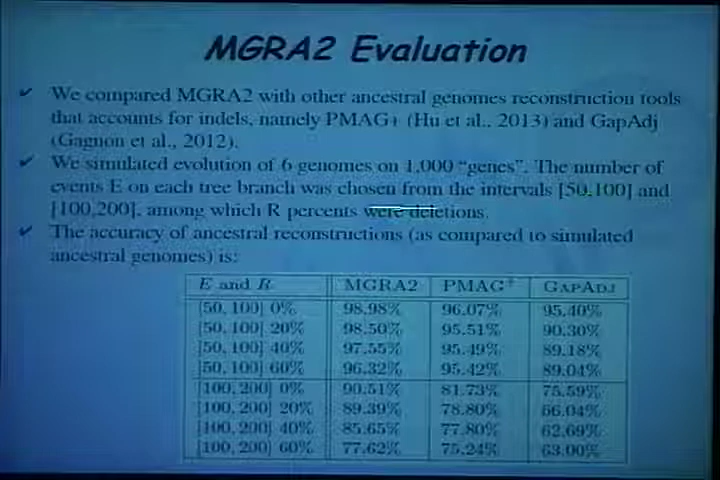 MGRA2 Evaluation
✔ We compared MGRA2 with other ancestral genomes reconstruction tools
that accounts for indels, namely PMAG+ (Hu et al., 2013) and GapAdj
(Gagnon et al., 2012).
✔ We simulated evolution of 6 genomes on 1,000 “genes”. The number of
events E on each tree branch was chosen from the intervals [50,100] and
[100,200], among which R percents were deletions.
✔ The accuracy of ancestral reconstructions (as compared to simulated
ancestral genomes) is:
E and R MGRA2 PMAG+ GAPADJ
[50, 100] 0% 98.98% 96.07% 95.40%
[50, 100] 20% 98.50% 95.51% 90.30%
[50, 100] 40% 97.55% 95.49% 89.18%
[50, 100] 60% 96.32% 95.42% 89.04%
[100, 200] 0% 90.51% 81.73% 75.59%
[100, 200] 20% 89.39% 78.80% 66.04%
[100, 200] 40% 85.65% 77.80% 62.69%
[100, 200] 60% 77.62% 75.24% 63.00%